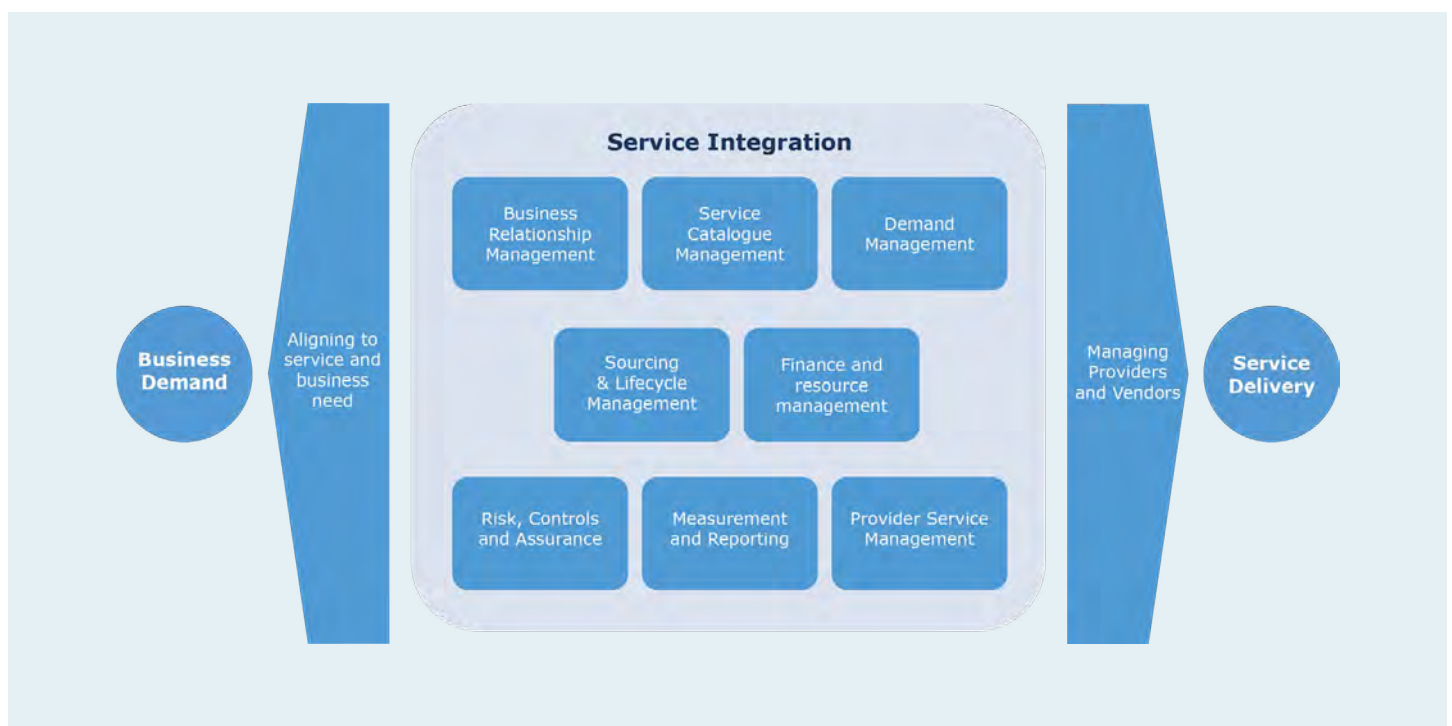 Service Integration
Business
Relationship
Management
Service
Catalogue
Management
Demand
Management
Business
Demand
Aligning to
service and
business
need
Sourcing
& Lifecycle
Management
Finance and
resource
management
Managing
Providers
and Vendors
Service
Delivery
Risk, Controls
and Assurance
Measurement
and Reporting
Provider Service
Management